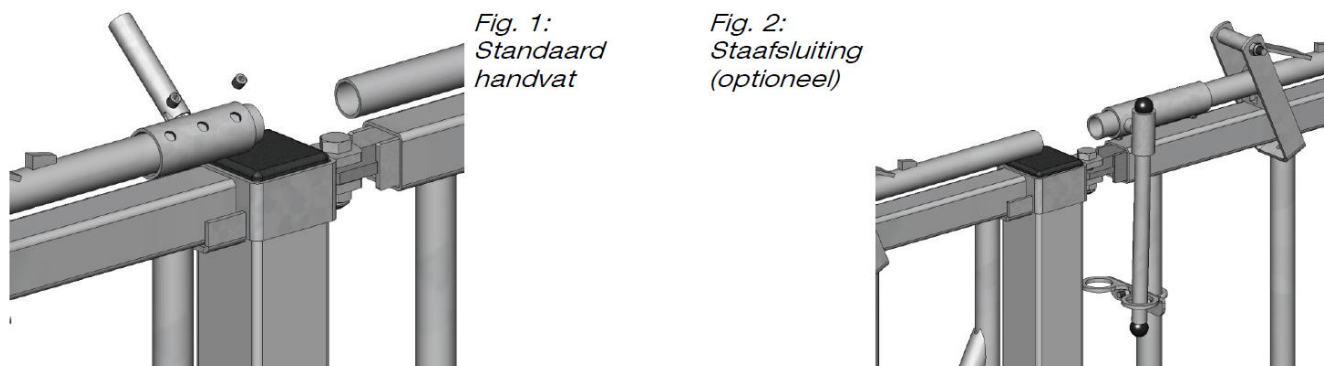 Fig. 1:
Standaard
handvat
Fig. 2:
Staafsluiting
(optioneel)